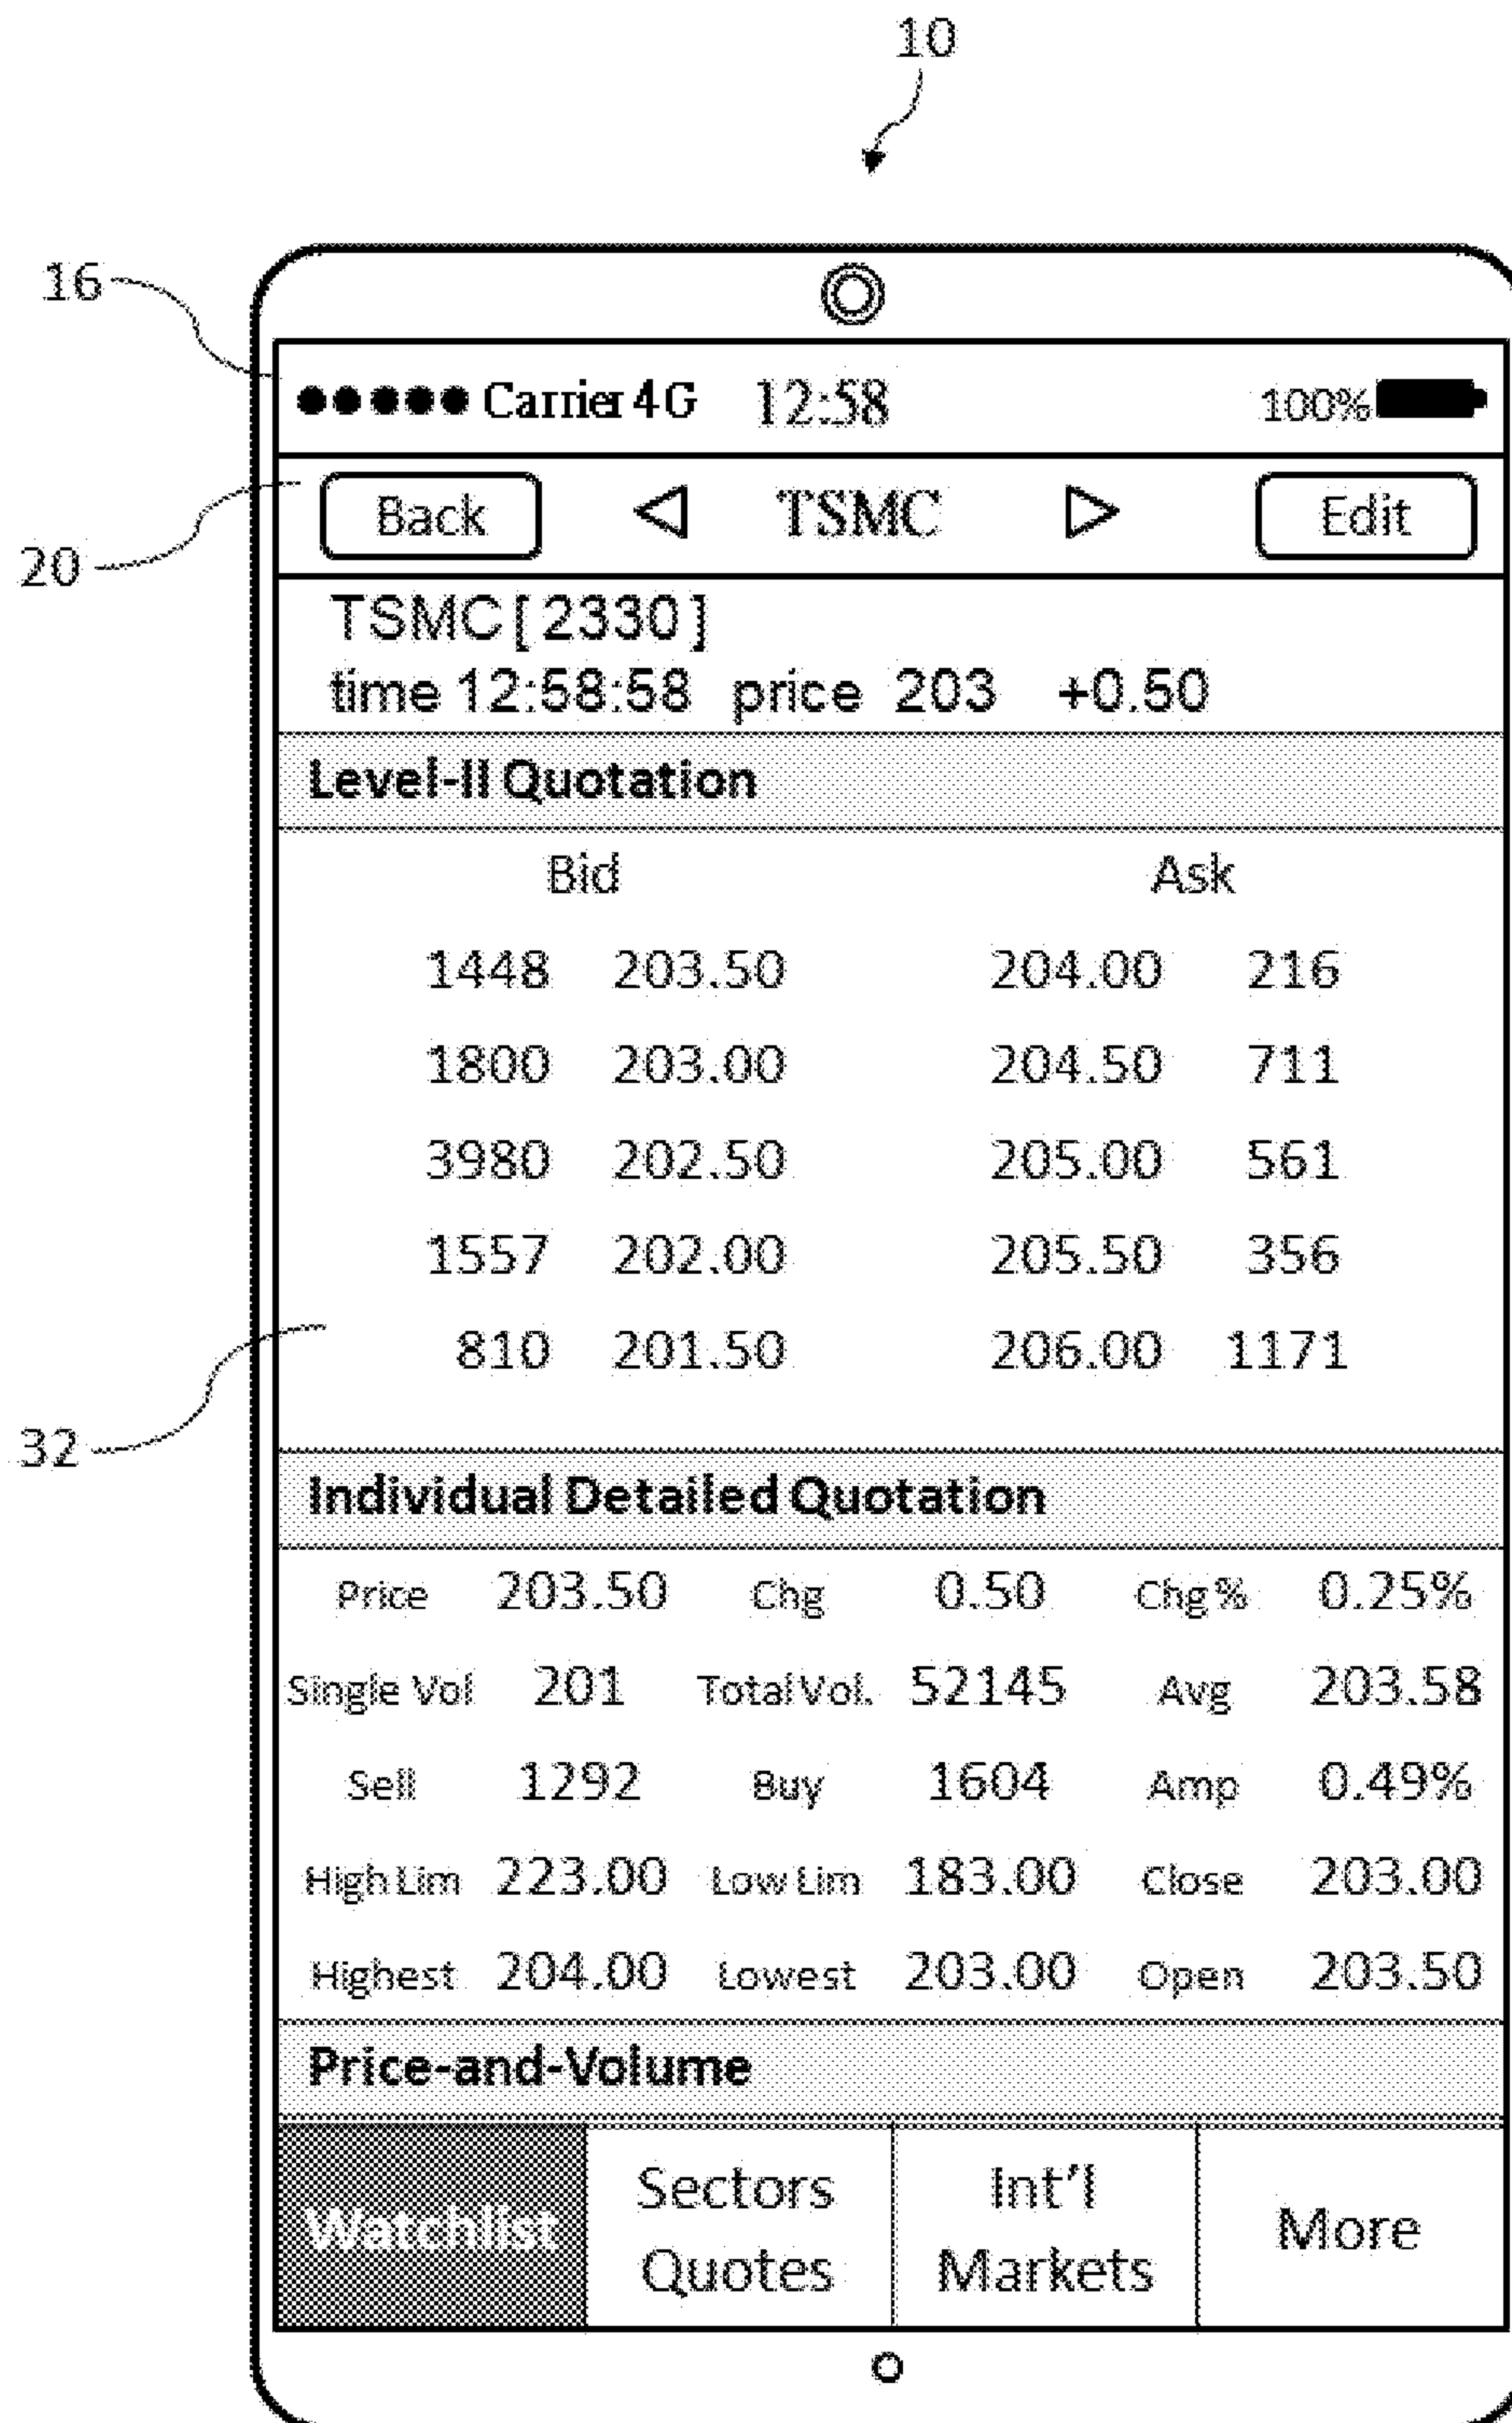 10
16
●●●●● Carrier 4G 12:58 100%
20
Back ◁ TSMC ▷ Edit
TSMC [ 2330 ]
time 12:58:58 price 203 +0.50
Level-II Quotation
Bid Ask
1448 203.50 204.00 216
1800 203.00 204.50 711
3980 202.50 205.00 561
1557 202.00 205.50 356
810 201.50 206.00 1171
32
Individual Detailed Quotation
Price 203.50 Chg 0.50 Chg % 0.25%
Single Vol 201 Total Vol. 52145 Avg 203.58
Sell 1292 Buy 1604 Amp 0.49%
High Lim 223.00 Low Lim 183.00 Close 203.00
Highest 204.00 Lowest 203.00 Open 203.50
Price-and-Volume
Watchlist
Sectors
Quotes
Int'l
Markets
More